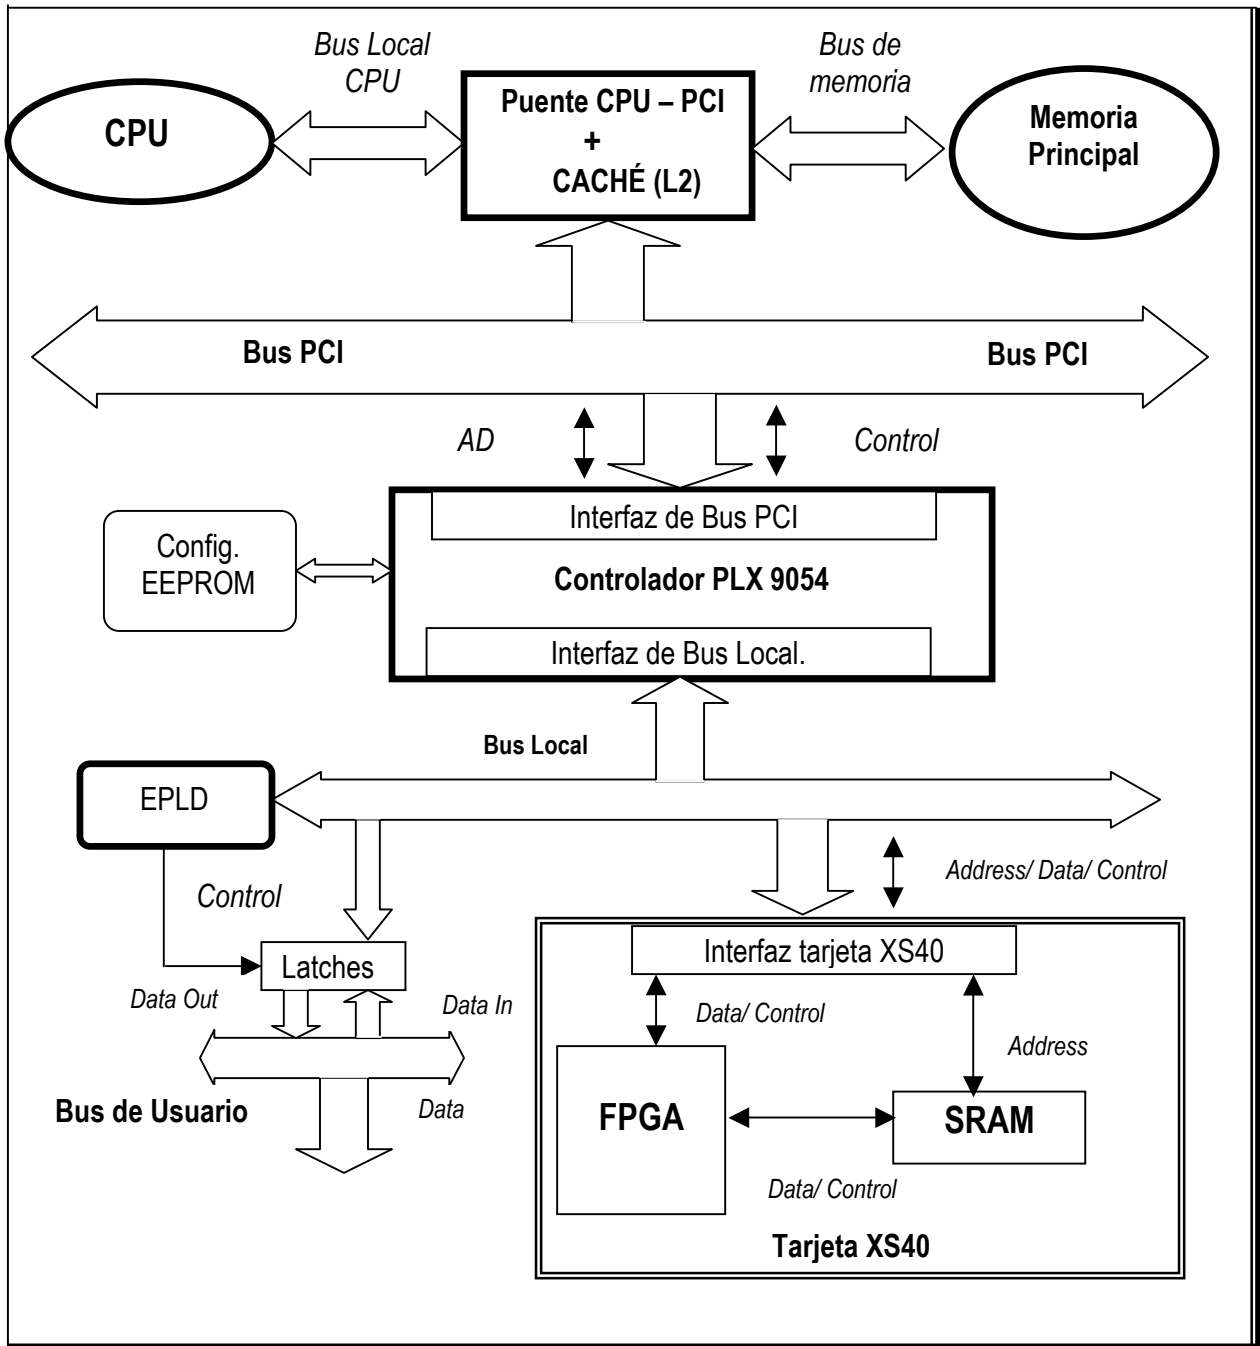 Bus Local
CPU
Bus de
memoria
CPU
Puente CPU – PCI
+
CACHÉ (L2)
Memoria
Principal
Bus PCI
Bus PCI
AD
Control
Interfaz de Bus PCI
Config.
EEPROM
Controlador PLX 9054
Interfaz de Bus Local.
Bus Local
EPLD
Control
Address/ Data/ Control
Latches
Interfaz tarjeta XS40
Data Out
Data In
Data/ Control
Address
Bus de Usuario
Data
FPGA
SRAM
Data/ Control
Tarjeta XS40